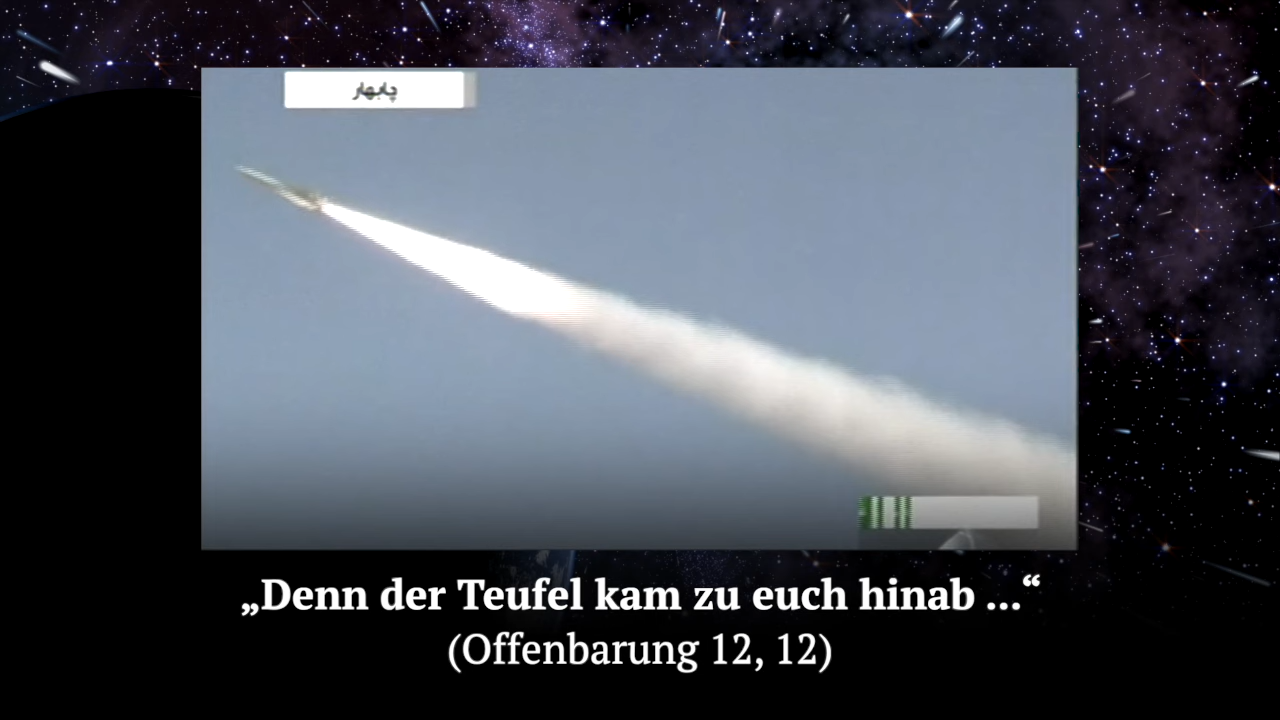 چابهار
„Denn der Teufel kam zu euch hinab ...“
(Offenbarung 12, 12)